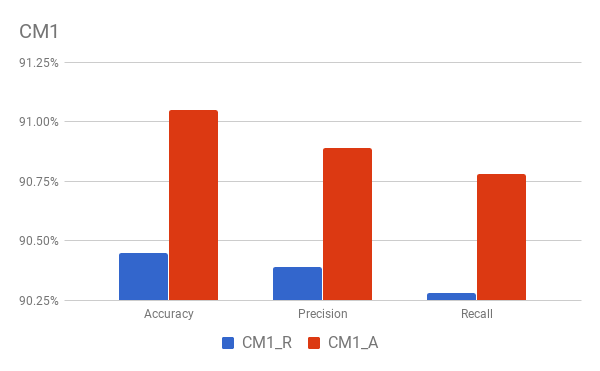 CM1
91.25%
91.00%
90.75%
90.50%
90.25%
Accuracy Precision Recall
CM1_R CM1_A